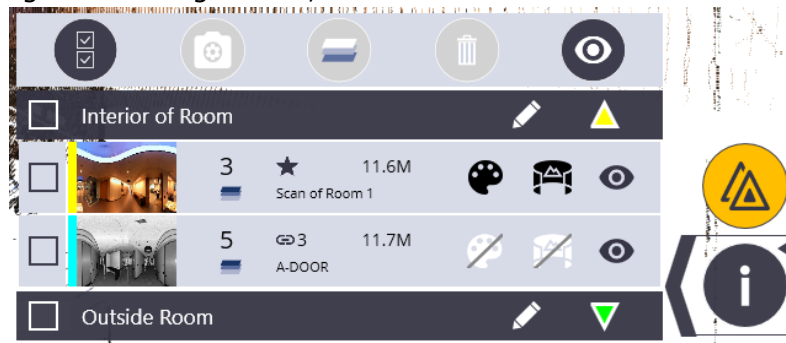 Interior of Room
3
11.6M
Scan of Room 1
5
3
11.7M
A-DOOR
i
Outside Room